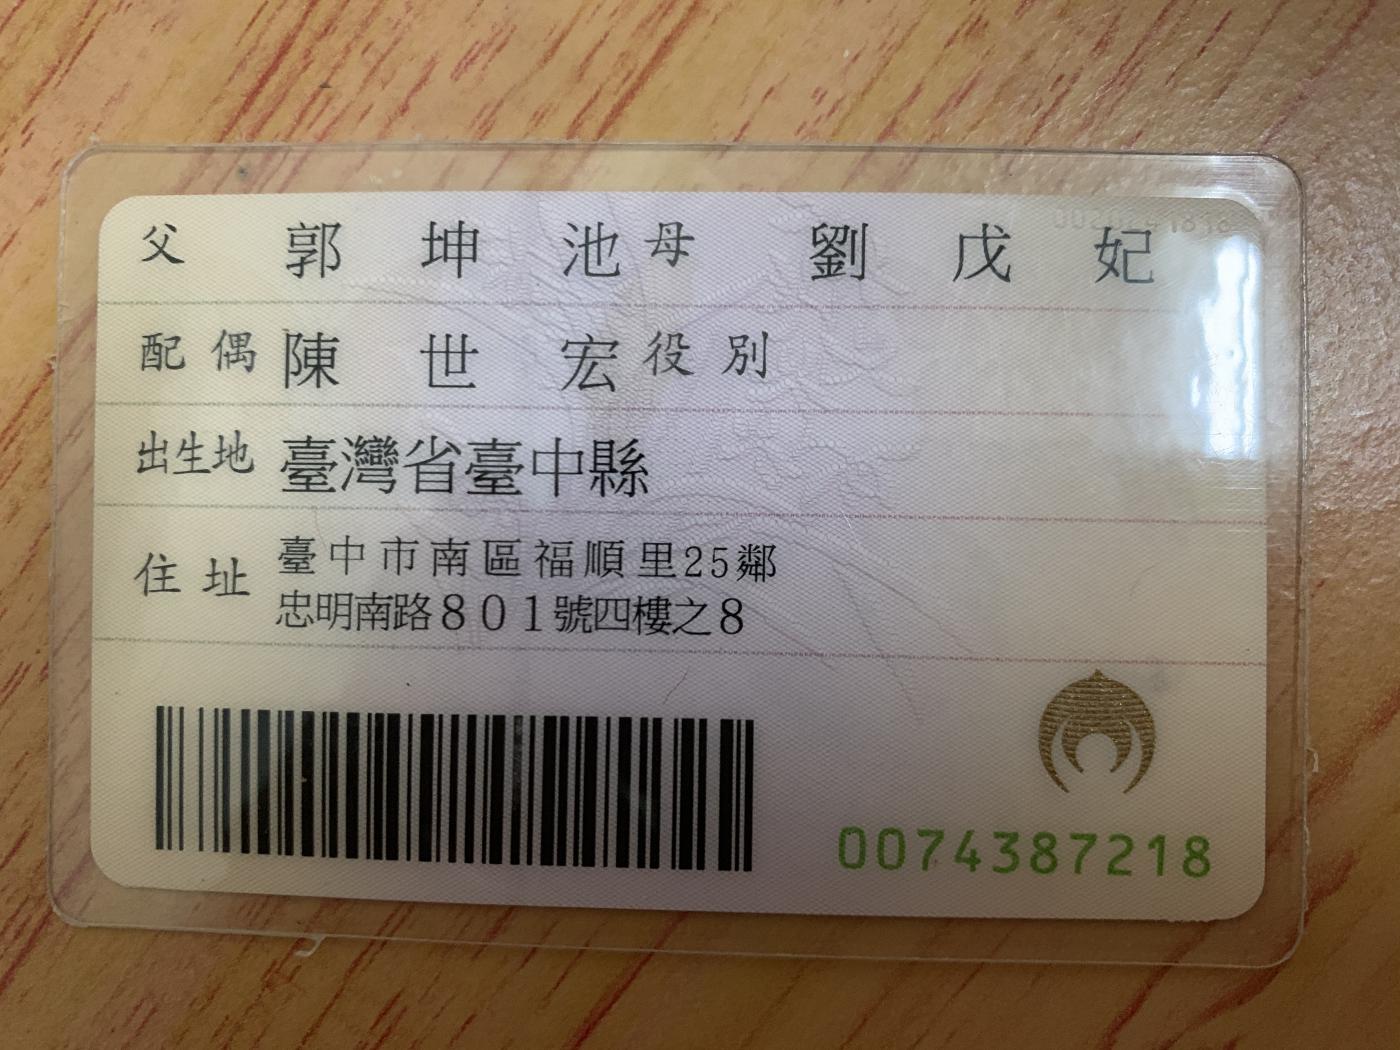 父 郭坤池 母 劉戊妃
配偶 陳世宏 役別
出生地 臺灣省臺中縣
住址 臺中市南區福順里25鄰
忠明南路801號四樓之8
0074387218